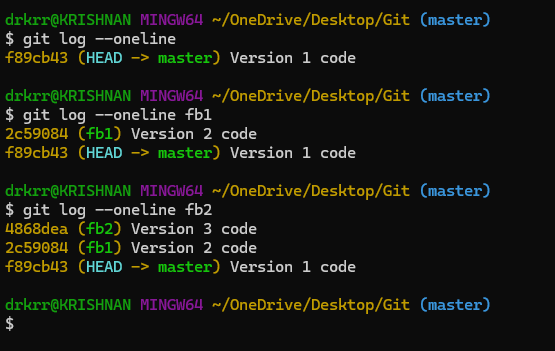 drkrr@KRISHNAN MINGW64 ~/OneDrive/Desktop/Git (master)
$ git log --oneline
f89cb43 (HEAD -> master) Version 1 code
drkrr@KRISHNAN MINGW64 ~/OneDrive/Desktop/Git (master)
$ git log --oneline fb1
2c59084 (fb1) Version 2 code
f89cb43 (HEAD -> master) Version 1 code
drkrr@KRISHNAN MINGW64 ~/OneDrive/Desktop/Git (master)
$ git log --oneline fb2
4868dea (fb2) Version 3 code
2c59084 (fb1) Version 2 code
f89cb43 (HEAD -> master) Version 1 code
drkrr@KRISHNAN MINGW64 ~/OneDrive/Desktop/Git (master)
$